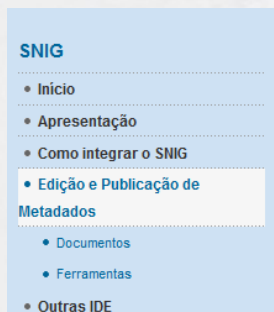 SNIG
• Início
• Apresentação
• Como integrar o SNIG
• Edição e Publicação de
Metadados
• Documentos
• Ferramentas
• Outras IDE